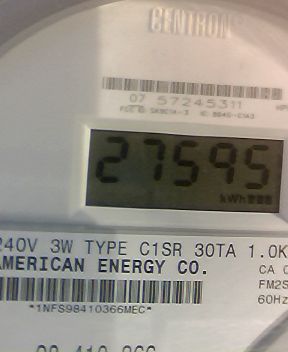 CENTRON
07 57245311
27595
kWh
240V 3W TYPE C1SR 30TA 1.0K
AMERICAN ENERGY CO.
CA
FM2S
60Hz
*1NFS98410366MEC*